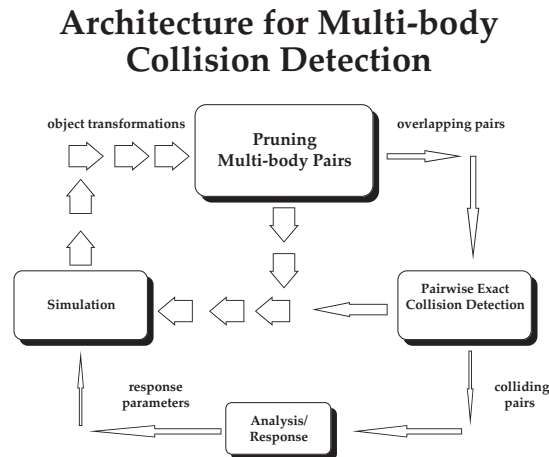 Architecture for Multi-body
Collision Detection
object transformations
Pruning
Multi-body Pairs
overlapping pairs
Simulation
Pairwise Exact
Collision Detection
response
parameters
Analysis/
Response
colliding
pairs